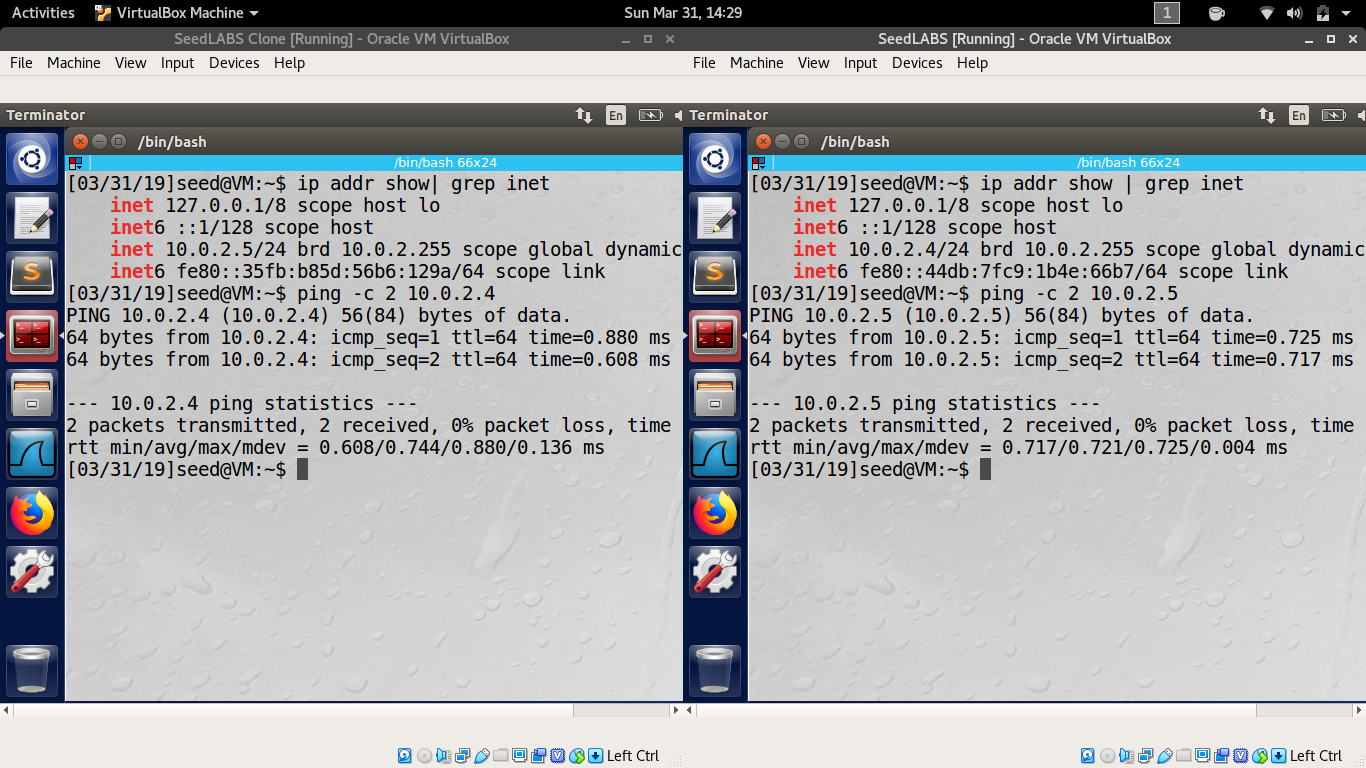 Activities VirtualBox Machine Sun Mar 31, 14:29 1
SeedLABS Clone [Running] - Oracle VM VirtualBox
File Machine View Input Devices Help
Terminator En
/bin/bash
/bin/bash 66x24
[03/31/19]seed@VM:~$ ip addr show| grep inet
    inet 127.0.0.1/8 scope host lo
    inet6 ::1/128 scope host
    inet 10.0.2.5/24 brd 10.0.2.255 scope global dynamic
    inet6 fe80::35fb:b85d:56b6:129a/64 scope link
[03/31/19]seed@VM:~$ ping -c 2 10.0.2.4
PING 10.0.2.4 (10.0.2.4) 56(84) bytes of data.
64 bytes from 10.0.2.4: icmp_seq=1 ttl=64 time=0.880 ms
64 bytes from 10.0.2.4: icmp_seq=2 ttl=64 time=0.608 ms
--- 10.0.2.4 ping statistics ---
2 packets transmitted, 2 received, 0% packet loss, time
rtt min/avg/max/mdev = 0.608/0.744/0.880/0.136 ms
[03/31/19]seed@VM:~$
Left Ctrl
SeedLABS [Running] - Oracle VM VirtualBox
File Machine View Input Devices Help
Terminator En
/bin/bash
/bin/bash 66x24
[03/31/19]seed@VM:~$ ip addr show | grep inet
    inet 127.0.0.1/8 scope host lo
    inet6 ::1/128 scope host
    inet 10.0.2.4/24 brd 10.0.2.255 scope global dynamic
    inet6 fe80::44db:7fc9:1b4e:66b7/64 scope link
[03/31/19]seed@VM:~$ ping -c 2 10.0.2.5
PING 10.0.2.5 (10.0.2.5) 56(84) bytes of data.
64 bytes from 10.0.2.5: icmp_seq=1 ttl=64 time=0.725 ms
64 bytes from 10.0.2.5: icmp_seq=2 ttl=64 time=0.717 ms
--- 10.0.2.5 ping statistics ---
2 packets transmitted, 2 received, 0% packet loss, time
rtt min/avg/max/mdev = 0.717/0.721/0.725/0.004 ms
[03/31/19]seed@VM:~$
Left Ctrl